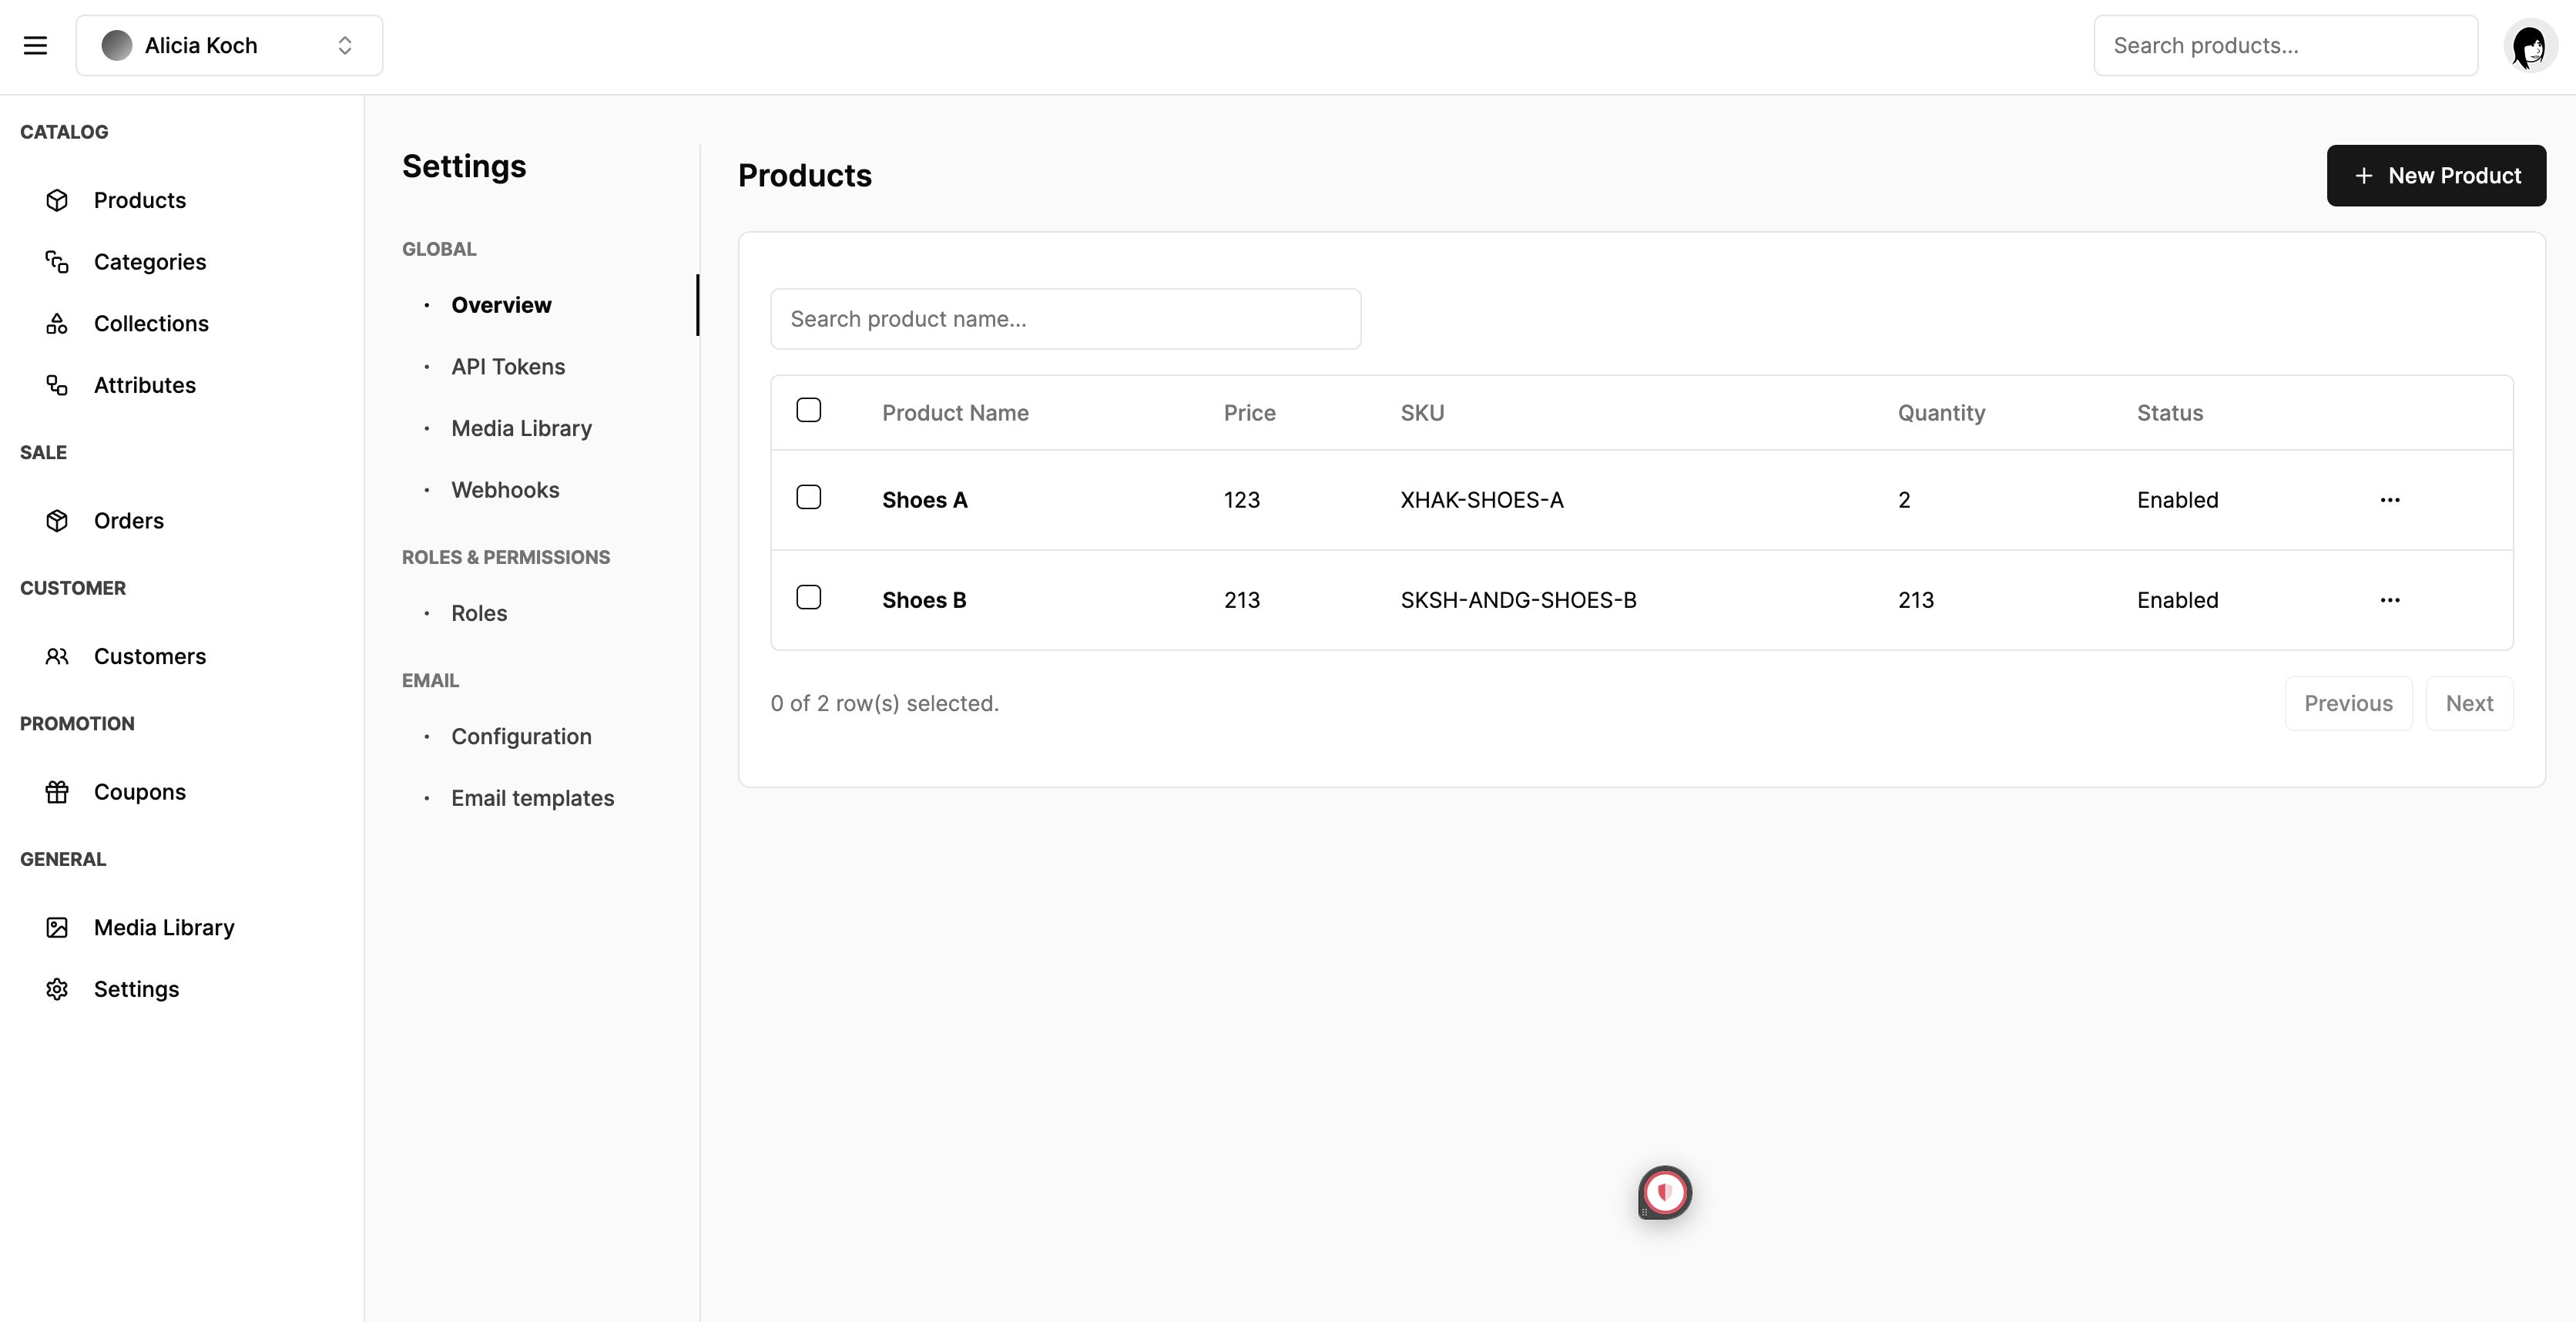 Alicia Koch
Search products...
CATALOG
Products
Categories
Collections
Attributes
SALE
Orders
CUSTOMER
Customers
PROMOTION
Coupons
GENERAL
Media Library
Settings
Settings
GLOBAL
Overview
API Tokens
Media Library
Webhooks
ROLES & PERMISSIONS
Roles
EMAIL
Configuration
Email templates
Products
New Product
Search product name...
Product Name Price SKU Quantity Status
Shoes A 123 XHAK-SHOES-A 2 Enabled
Shoes B 213 SKSH-ANDG-SHOES-B 213 Enabled
0 of 2 row(s) selected.
Previous Next